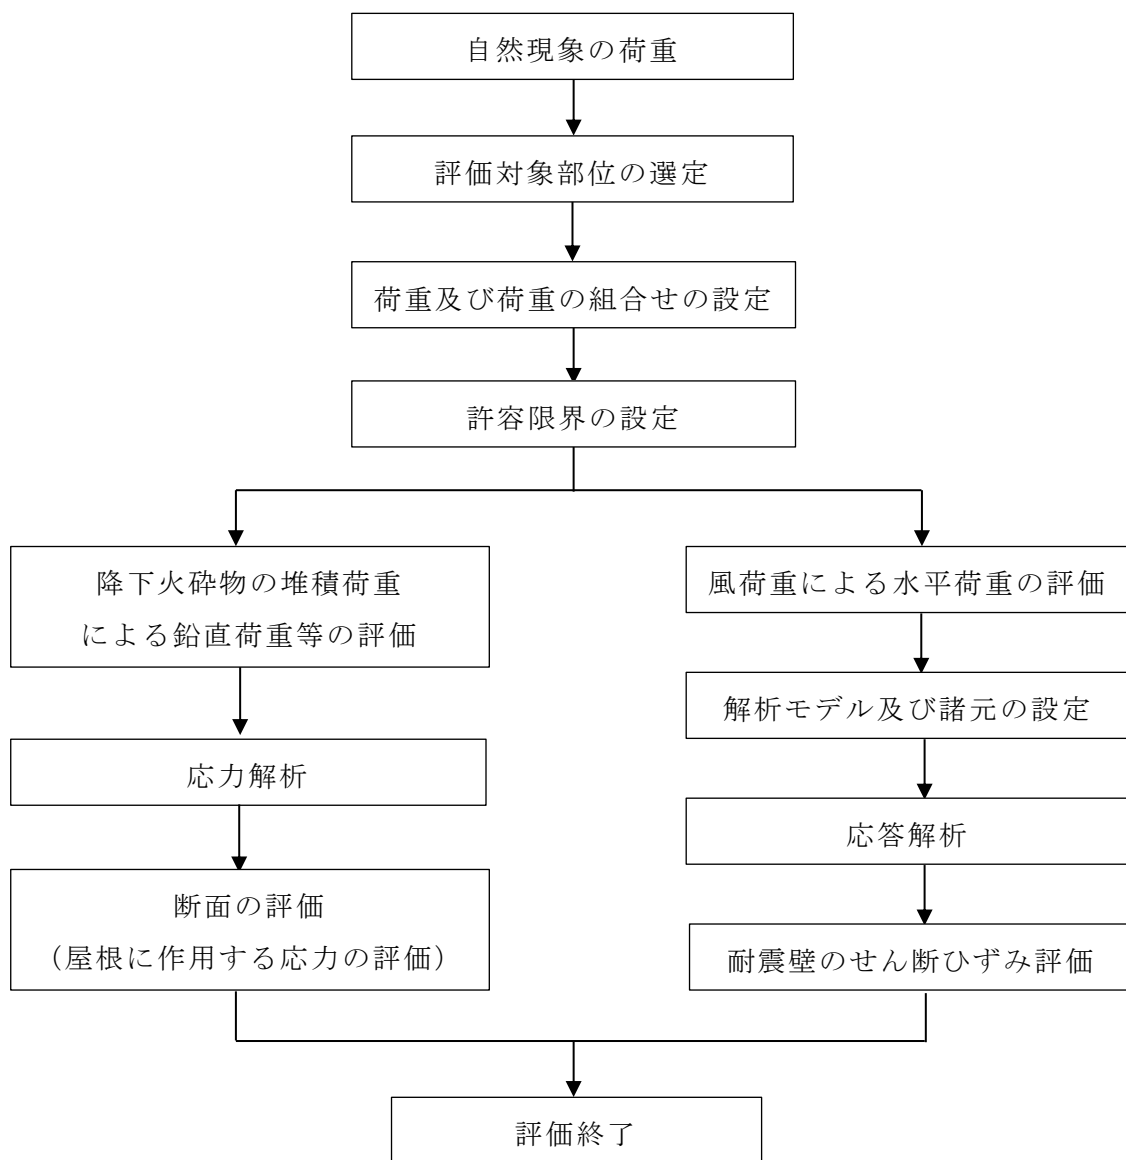 自然現象の荷重
評価対象部位の選定
荷重及び荷重の組合せの設定
許容限界の設定
降下火砕物の堆積荷重
による鉛直荷重等の評価
応力解析
断面の評価
（屋根に作用する応力の評価）
風荷重による水平荷重の評価
解析モデル及び諸元の設定
応答解析
耐震壁のせん断ひずみ評価
評価終了